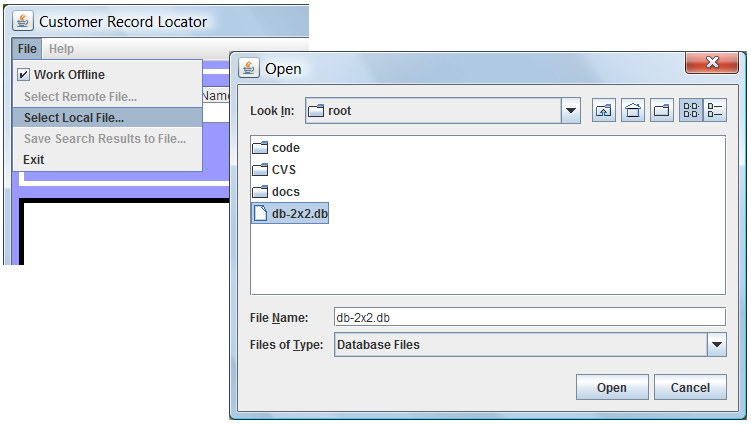 Customer Record Locator
File Help
Work Offline
Select Remote File...
Name
Select Local File...
Save Search Results to File...
Exit
Open
Look In: root
code
CVS
docs
db-2x2.db
File Name: db-2x2.db
Files of Type: Database Files
Open Cancel